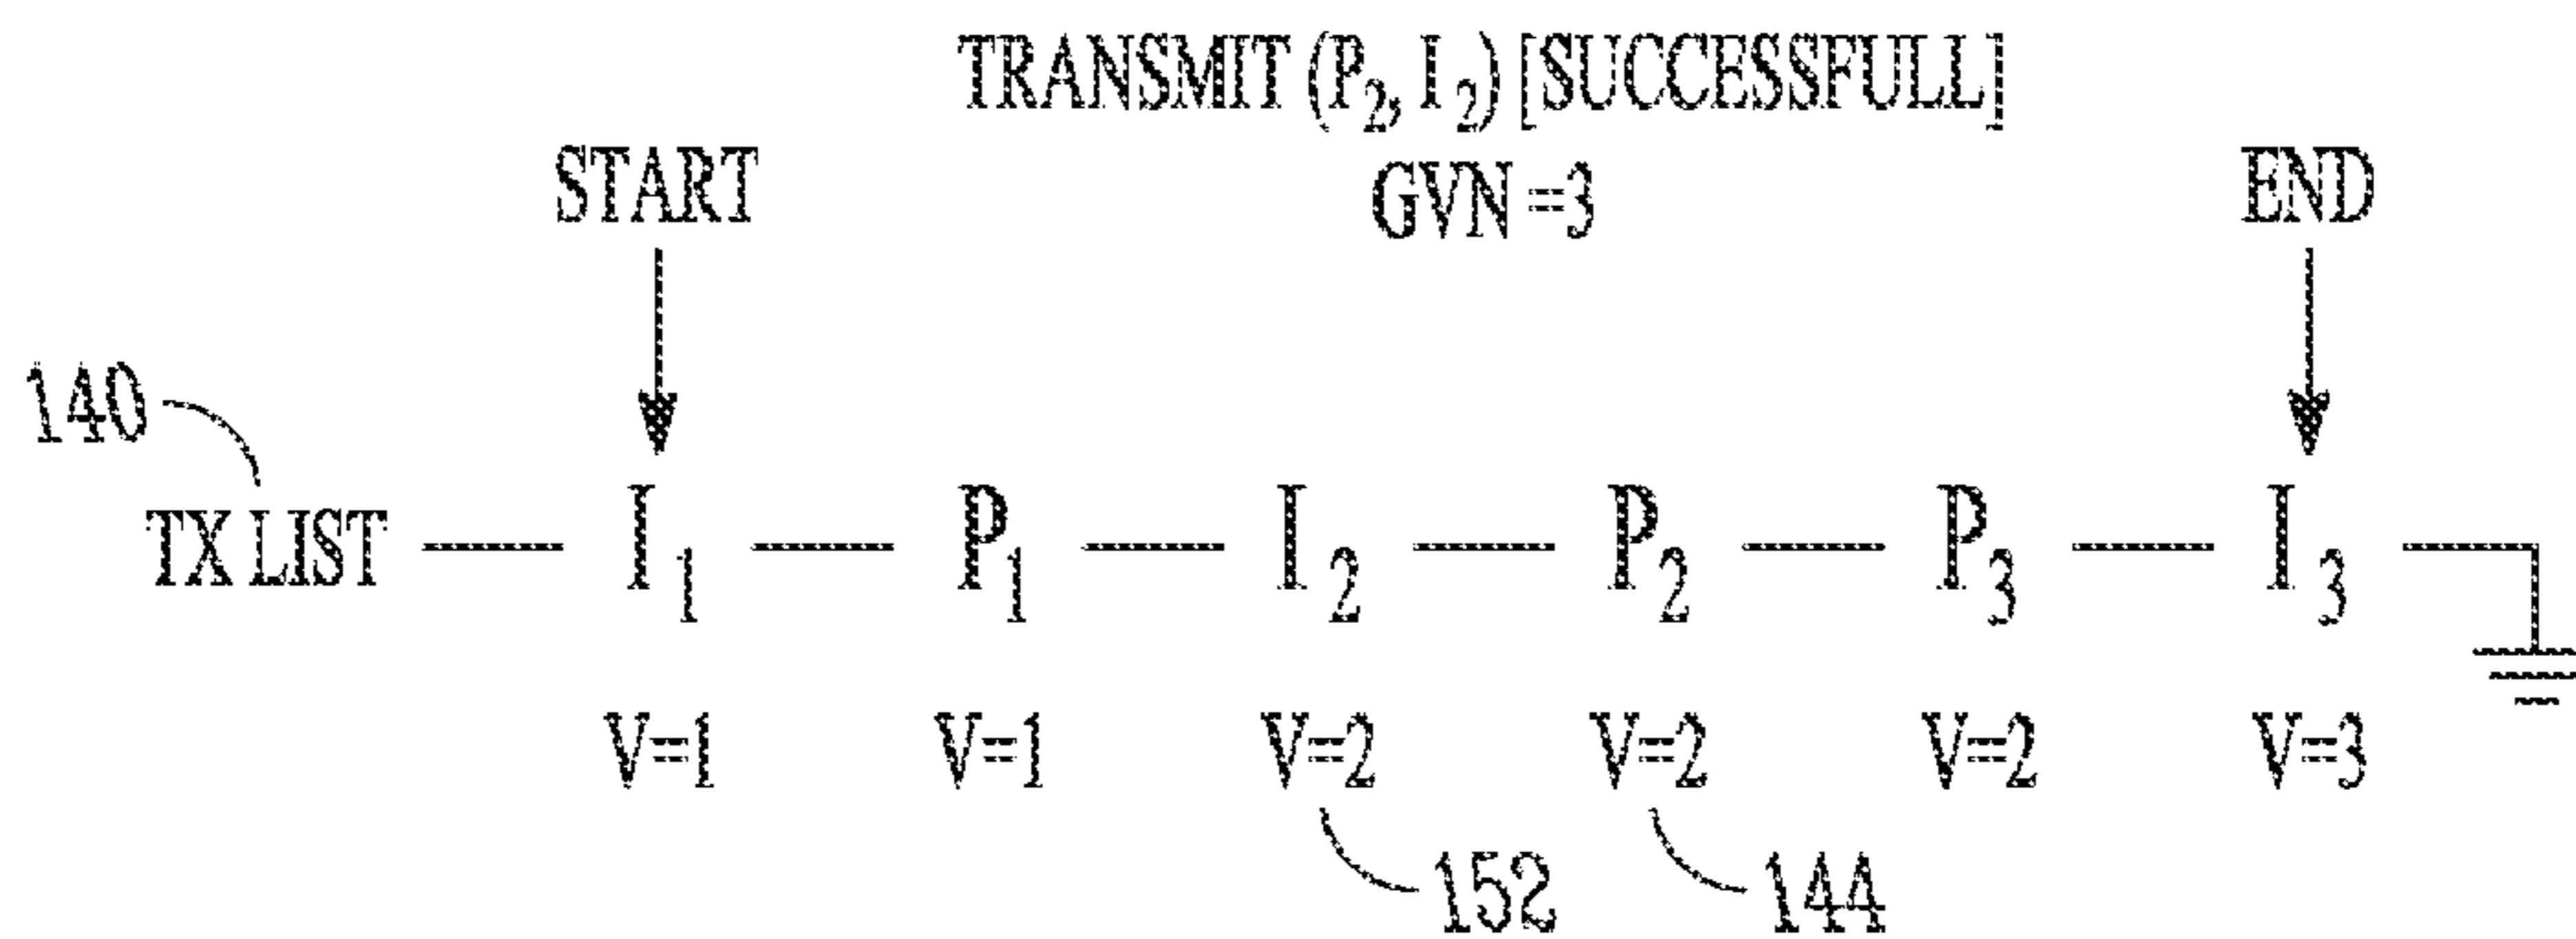 TRANSMIT (P2, I2) [SUCCESSFULL]
START GVN =3 END
140
TX LIST I1 P1 I2 P2 P3 I3
V=1 V=1 V=2 V=2 V=2 V=3
152 144